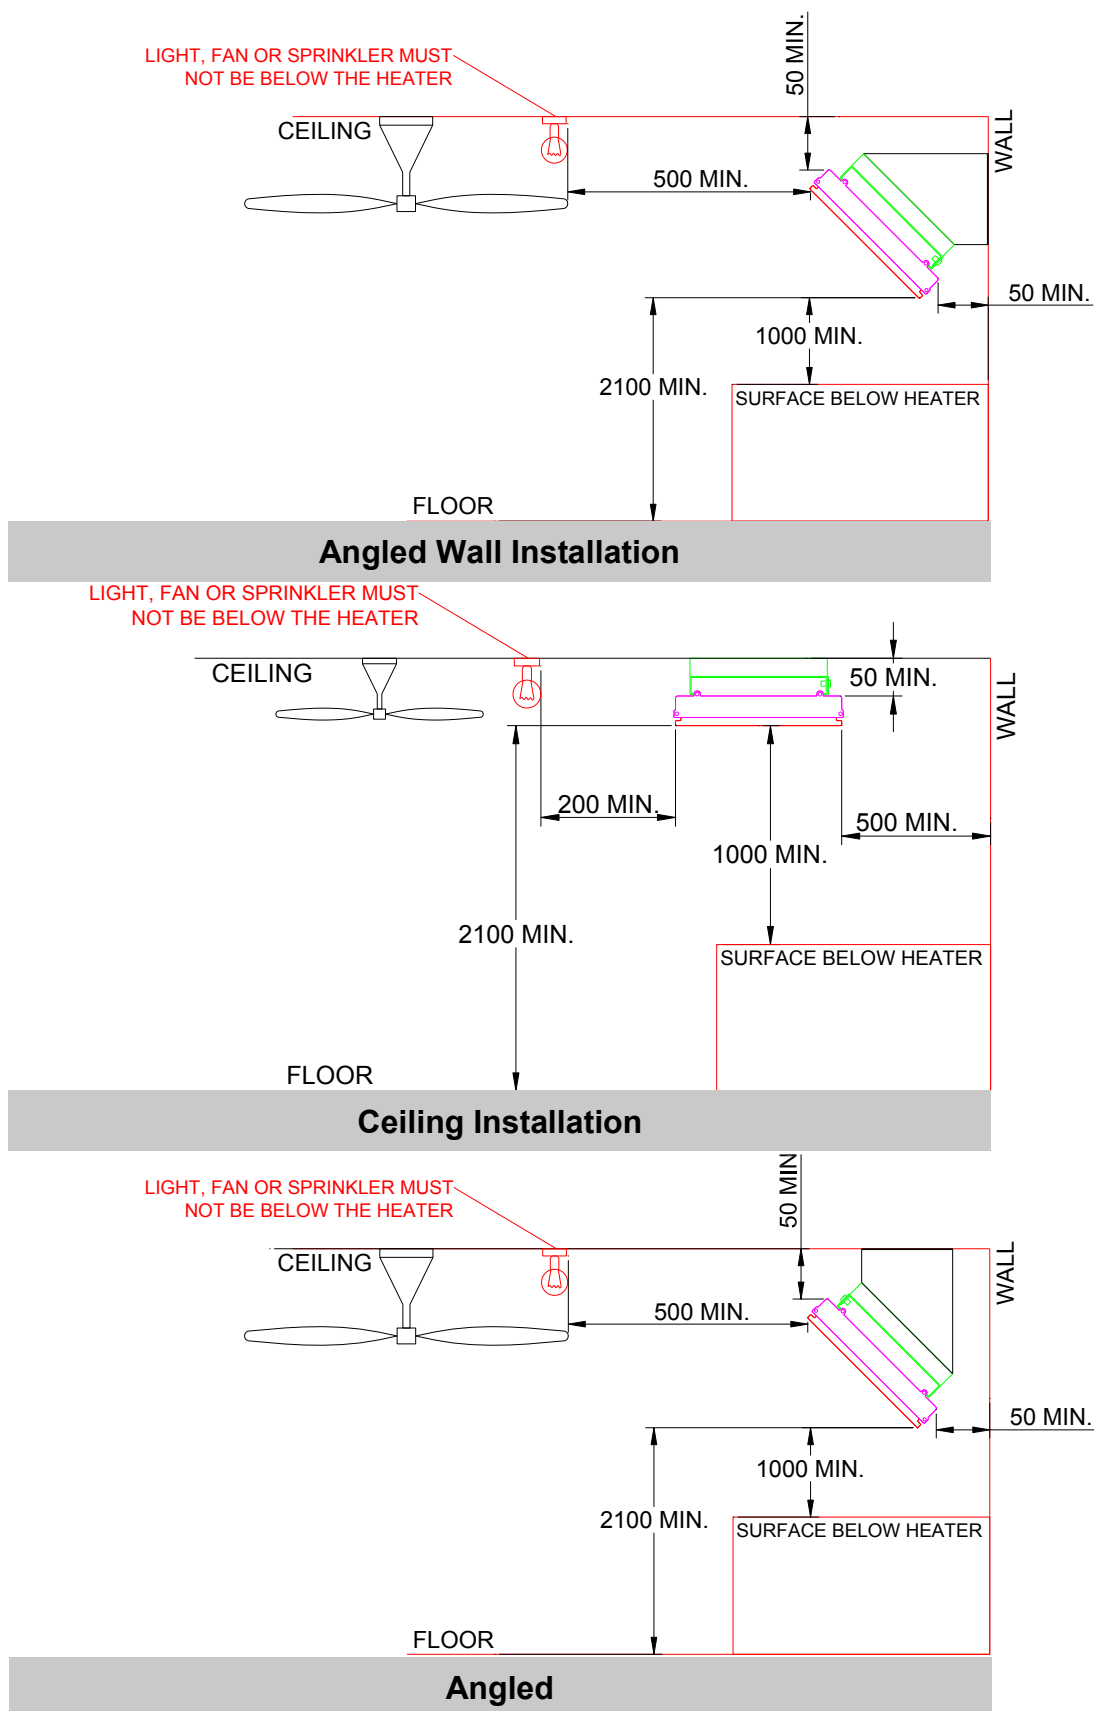 50 MIN.
LIGHT, FAN OR SPRINKLER MUST
NOT BE BELOW THE HEATER
CEILING
WALL
500 MIN.
50 MIN.
1000 MIN.
2100 MIN.
SURFACE BELOW HEATER
FLOOR
Angled Wall Installation
LIGHT, FAN OR SPRINKLER MUST
NOT BE BELOW THE HEATER
CEILING
50 MIN.
WALL
200 MIN.
500 MIN.
1000 MIN.
2100 MIN.
SURFACE BELOW HEATER
FLOOR
Ceiling Installation
50 MIN
LIGHT, FAN OR SPRINKLER MUST
NOT BE BELOW THE HEATER
CEILING
WALL
500 MIN.
50 MIN.
1000 MIN.
2100 MIN.
SURFACE BELOW HEATER
FLOOR
Angled